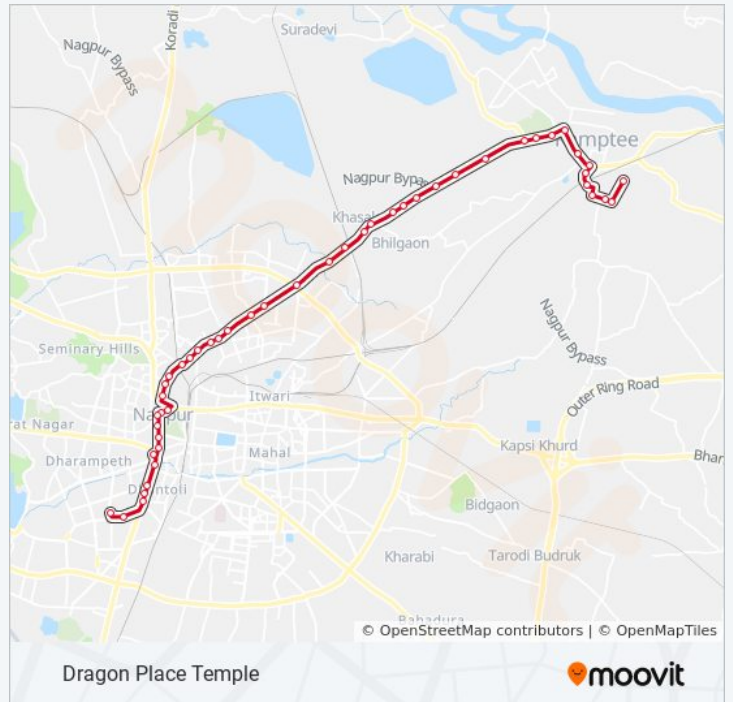 Suradevi
Koradi
Nagpur Bypass
Kamptee
Nagpur Bypa
Khasal
Bhilgaon
Nagpur Bypass
Seminary Hills
Outer Ring Road
Itwari
Nagpur
rat Nagar
Mahal
Kapsi Khurd
Dharampeth
Bhar
Dhantoli
Bidgaon
Kharabi
Tarodi Budruk
Bahadura
© OpenStreetMap contributors | © OpenMapTiles
Dragon Place Temple
moovit